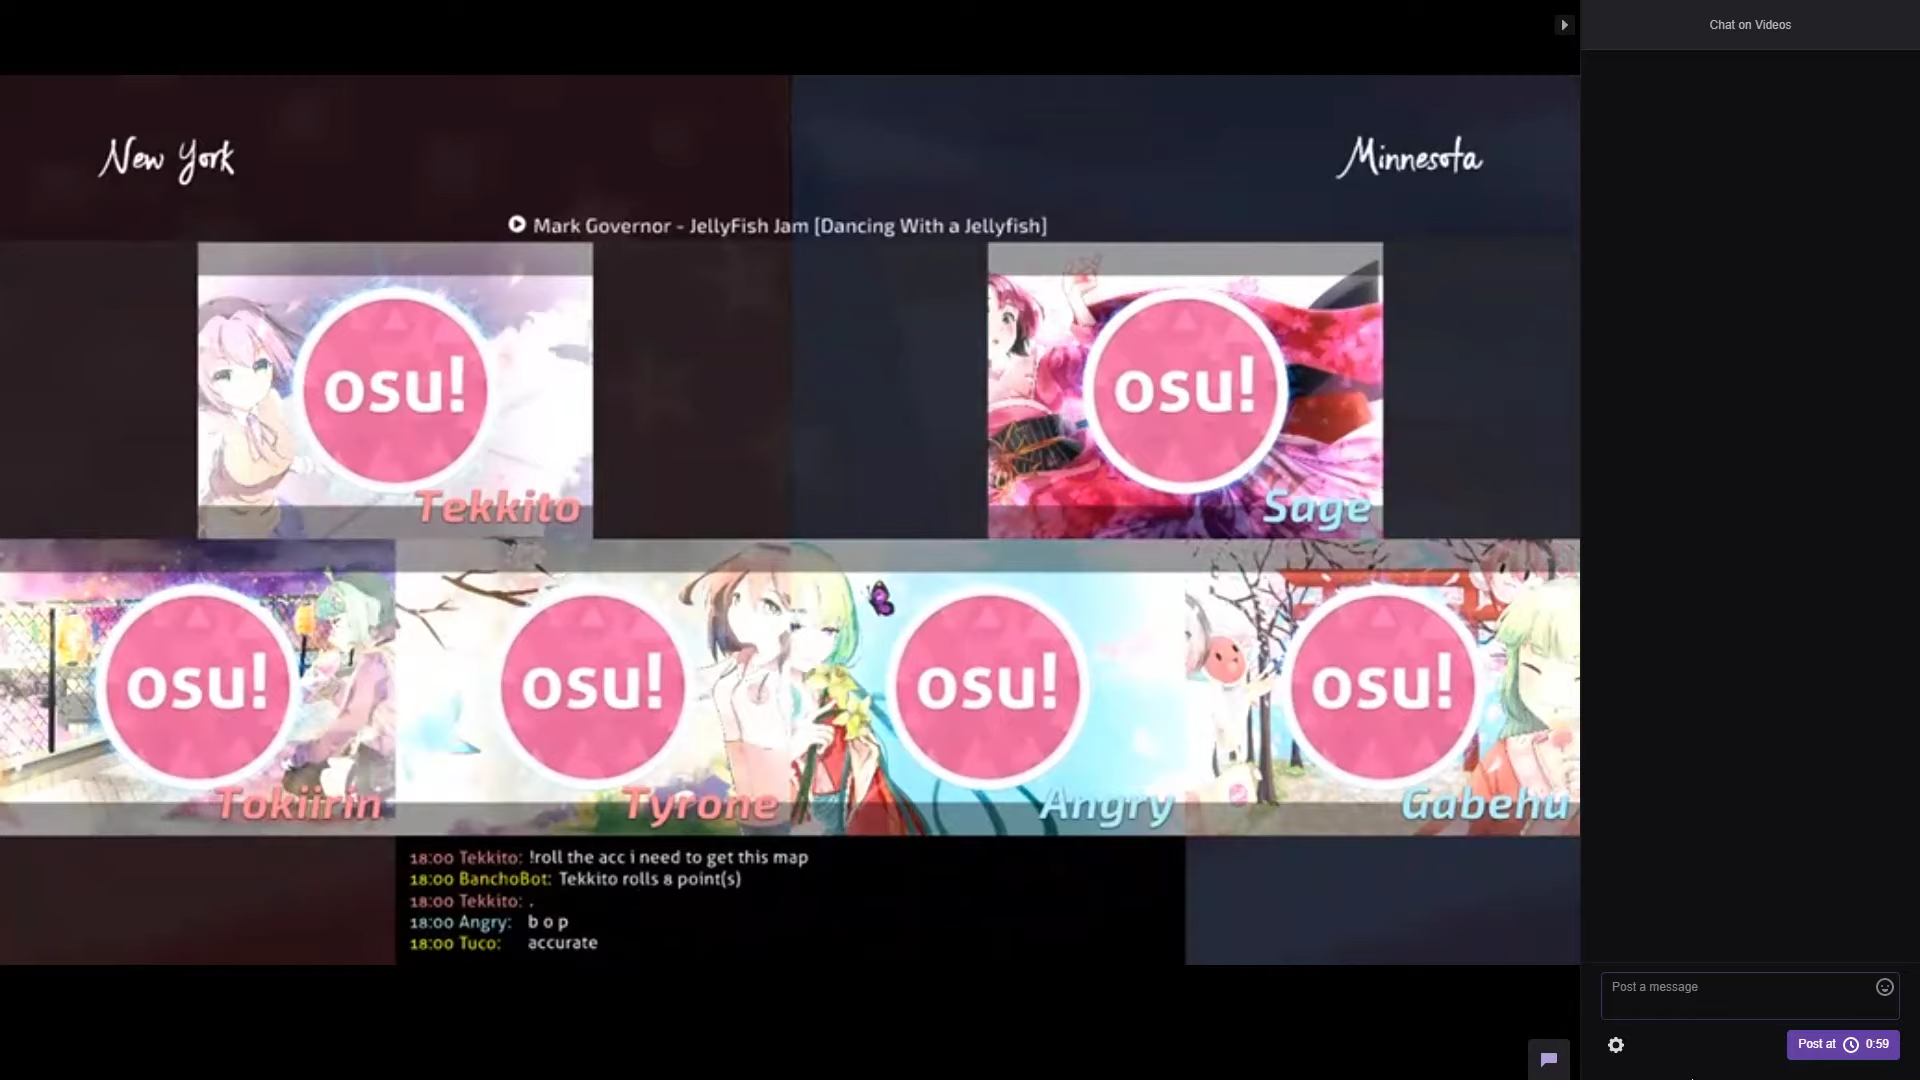 Chat on Videos
New York
Minnesota
Mark Governor - JellyFish Jam [Dancing With a Jellyfish]
osu!
osu!
Tekkito
Sage
osu!
osu!
osu!
osu!
Tokiirin
Tyrone
Angry
Gabehu
18:00 Tekkito: !roll the acc i need to get this map
18:00 BanchoBot: Tekkito rolls 8 point(s)
18:00 Tekkito: .
18:00 Angry: b o p
18:00 Tuco: accurate
Post a message
Post at 0:59